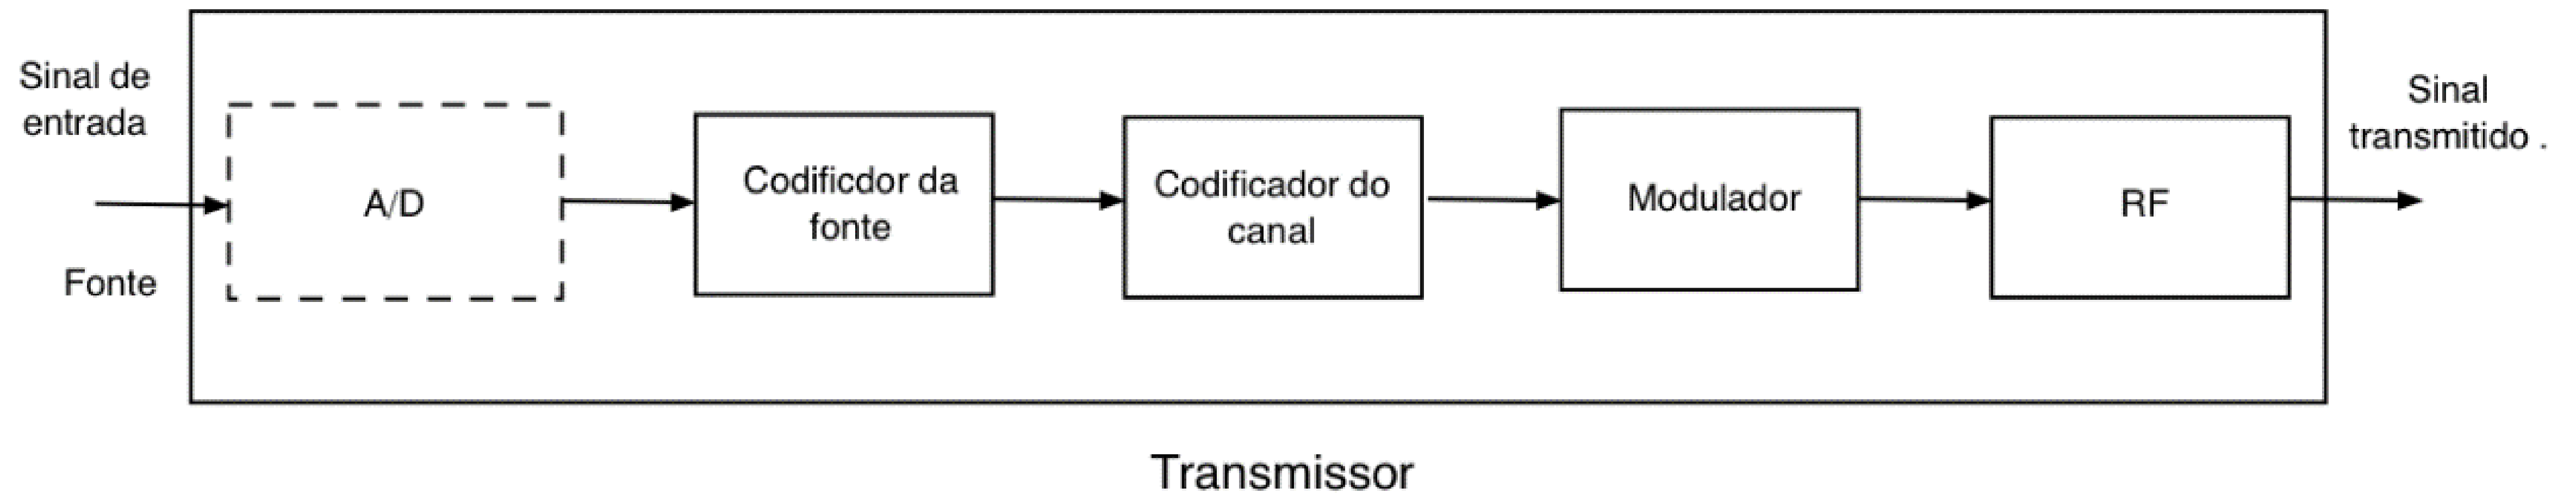 Sinal de
entrada
Fonte
A/D
Codificdor da
fonte
Codificador do
canal
Modulador
RF
Sinal
transmitido .
Transmissor